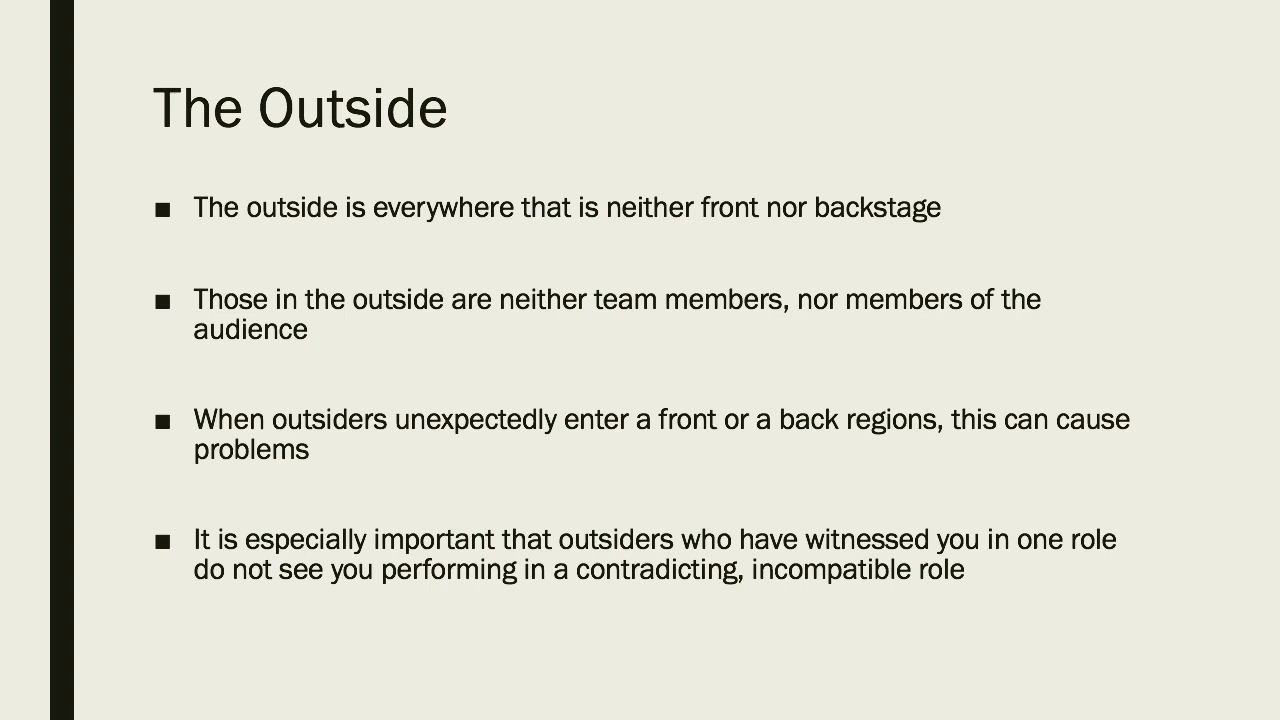 The Outside
■ The outside is everywhere that is neither front nor backstage
■ Those in the outside are neither team members, nor members of the
audience
■ When outsiders unexpectedly enter a front or a back regions, this can cause
problems
■ It is especially important that outsiders who have witnessed you in one role
do not see you performing in a contradicting, incompatible role